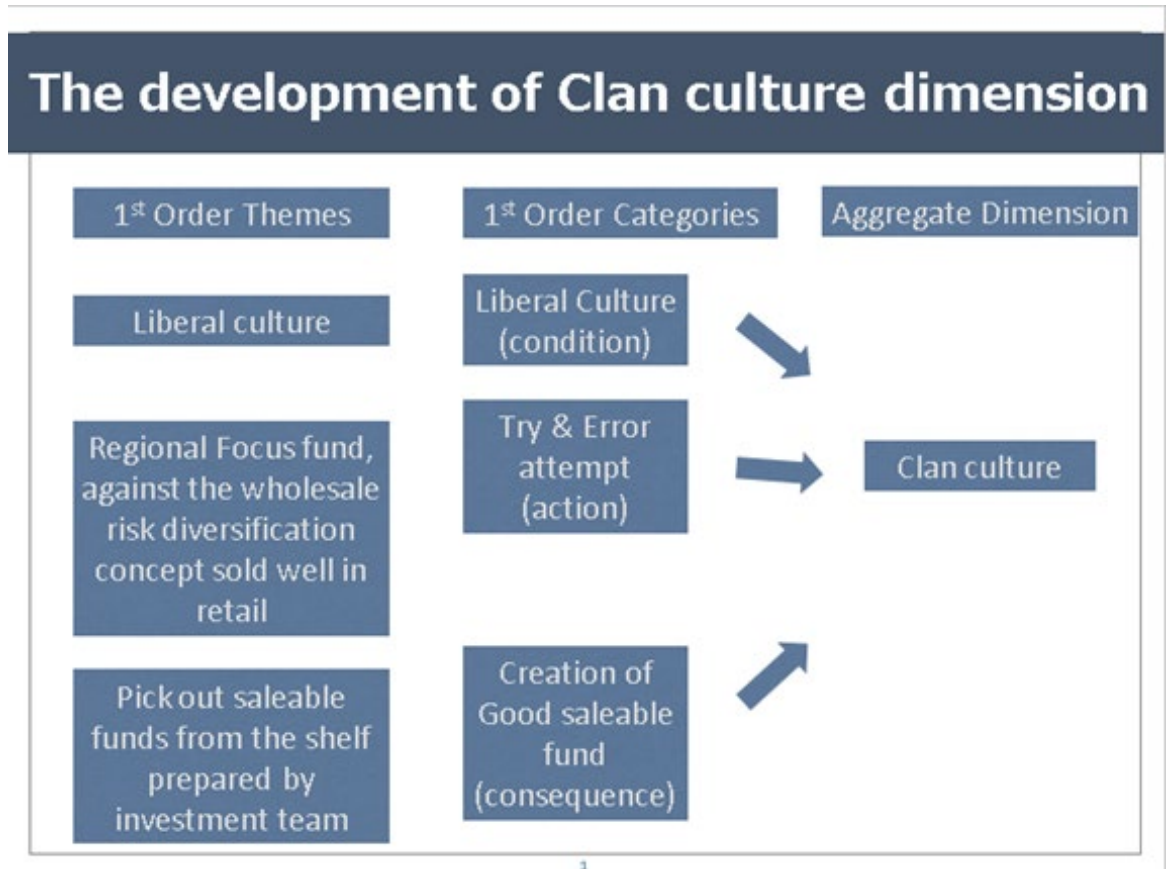 The development of Clan culture dimension
1st Order Themes
1st Order Categories
Aggregate Dimension
Liberal culture
Liberal Culture
(condition)
Regional Focus fund,
against the wholesale
risk diversification
concept sold well in
retail
Try & Error
attempt
(action)
Clan culture
Pick out saleable
funds from the shelf
prepared by
investment team
Creation of
Good saleable
fund
(consequence)
1